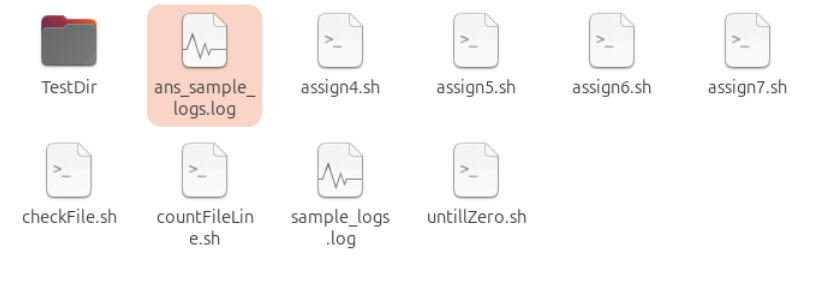 TestDir
ans_sample_
logs.log
assign4.sh
assign5.sh
assign6.sh
assign7.sh
checkFile.sh
countFileLin
e.sh
sample_logs
.log
untillZero.sh